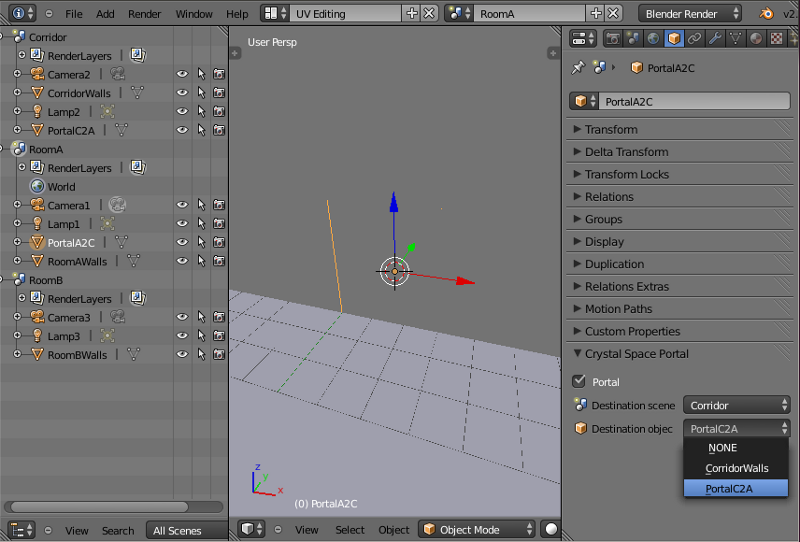 File Add Render Window Help UV Editing RoomA Blender Render v2.
Corridor
RenderLayers |
Camera2 |
CorridorWalls |
Lamp2 |
PortalC2A |
RoomA
RenderLayers |
World
Camera1 |
Lamp1 |
PortalA2C |
RoomAWalls |
RoomB
RenderLayers |
Camera3 |
Lamp3 |
RoomBWalls |
View Search All Scenes
User Persp
z
y
x
(0) PortalA2C
View Select Object Object Mode
PortalA2C
PortalA2C
Transform
Delta Transform
Transform Locks
Relations
Groups
Display
Duplication
Relations Extras
Motion Paths
Custom Properties
Crystal Space Portal
Portal
Destination scene Corridor
Destination objec PortalC2A
NONE
CorridorWalls
PortalC2A